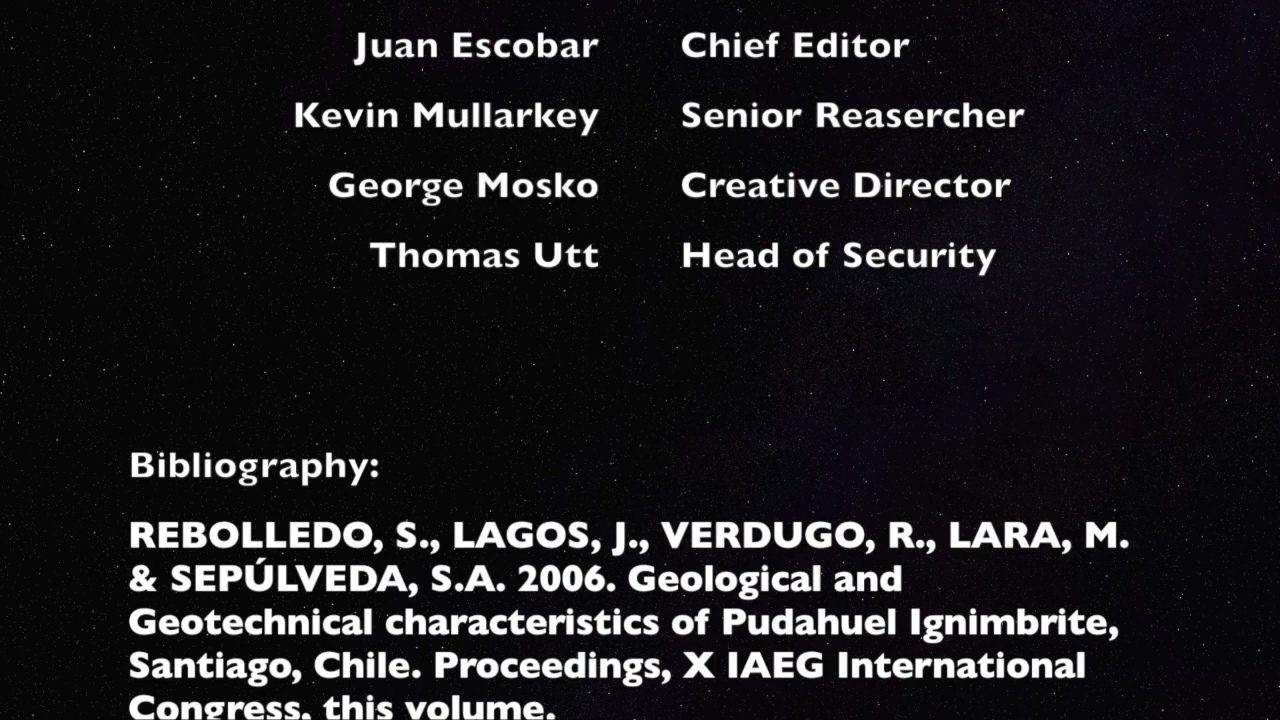 Juan Escobar Chief Editor
Kevin Mullarkey Senior Reasercher
George Mosko Creative Director
Thomas Utt Head of Security
Bibliography:
REBOLLEDO, S., LAGOS, J., VERDUGO, R., LARA, M.
& SEPÚLVEDA, S.A. 2006. Geological and
Geotechnical characteristics of Pudahuel Ignimbrite,
Santiago, Chile. Proceedings, X IAEG International
Congress, this volume.